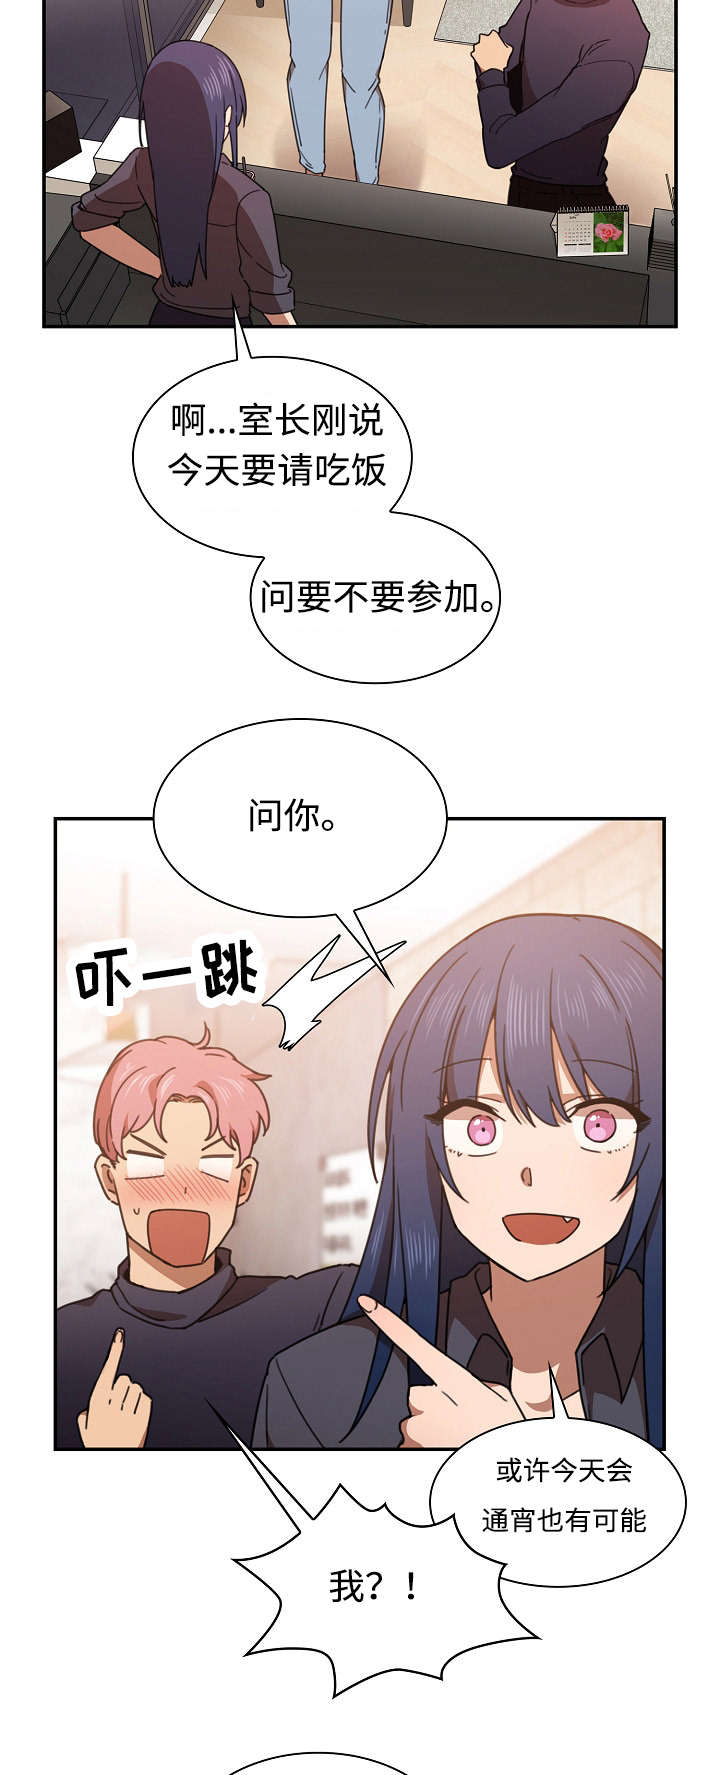 啊...室长刚说
今天要请吃饭
问要不要参加。
问你。
吓一跳
或许今天会
通宵也有可能
我？！